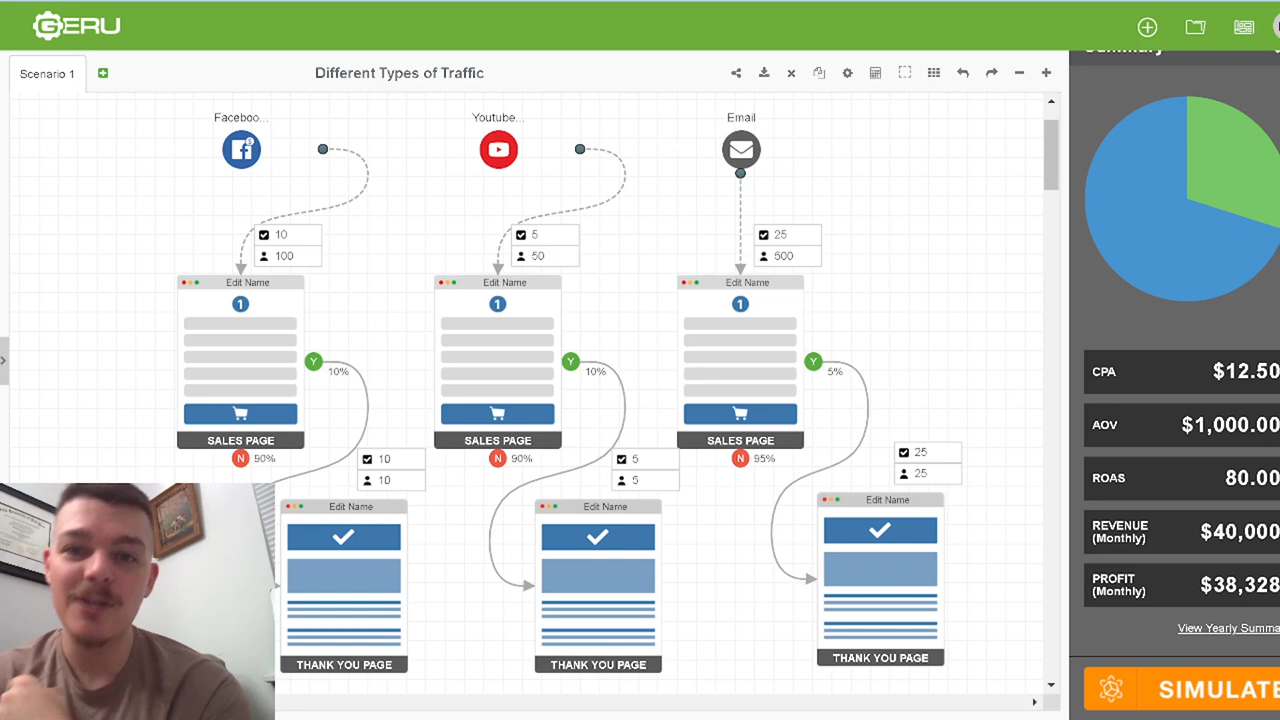 GERU
Scenario 1
Different Types of Traffic
Summary
Faceboo...
Youtube...
Email
10
100
5
50
25
500
Edit Name
Edit Name
Edit Name
1
1
1
Y
10%
Y
10%
Y
5%
SALES PAGE
SALES PAGE
SALES PAGE
N 90%
N 90%
N 95%
10
10
5
5
25
25
Edit Name
Edit Name
Edit Name
THANK YOU PAGE
THANK YOU PAGE
THANK YOU PAGE
CPA $12.50
AOV $1,000.00
ROAS 80.00
REVENUE
(Monthly)
$40,000
PROFIT
(Monthly)
$38,328
View Yearly Summa
SIMULATE